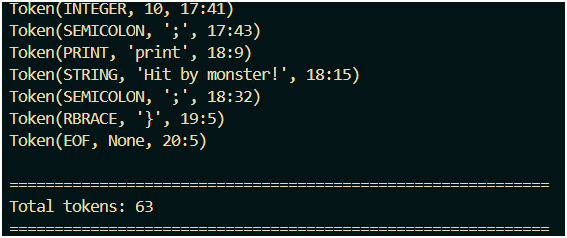 Token(INTEGER, 10, 17:41)
Token(SEMICOLON, ';', 17:43)
Token(PRINT, 'print', 18:9)
Token(STRING, 'Hit by monster!', 18:15)
Token(SEMICOLON, ';', 18:32)
Token(RBRACE, '}', 19:5)
Token(EOF, None, 20:5)
============================================================
Total tokens: 63
============================================================